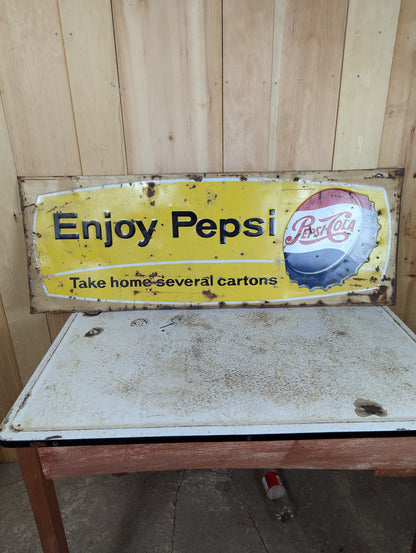 Enjoy Pepsi
PEPSI-COLA
Take home several cartons